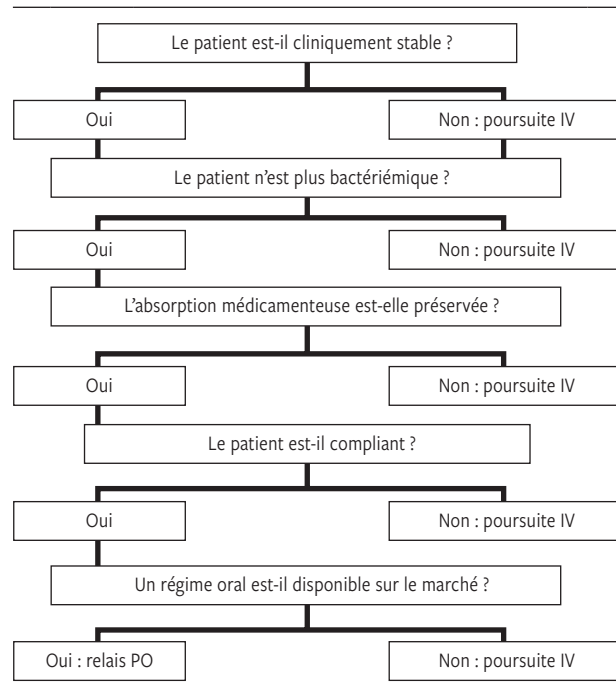 Le patient est-il cliniquement stable ?
Oui
Non : poursuite IV
Le patient n’est plus bactériémique ?
Oui
Non : poursuite IV
L’absorption médicamenteuse est-elle préservée ?
Oui
Non : poursuite IV
Le patient est-il compliant ?
Oui
Non : poursuite IV
Un régime oral est-il disponible sur le marché ?
Oui : relais PO
Non : poursuite IV